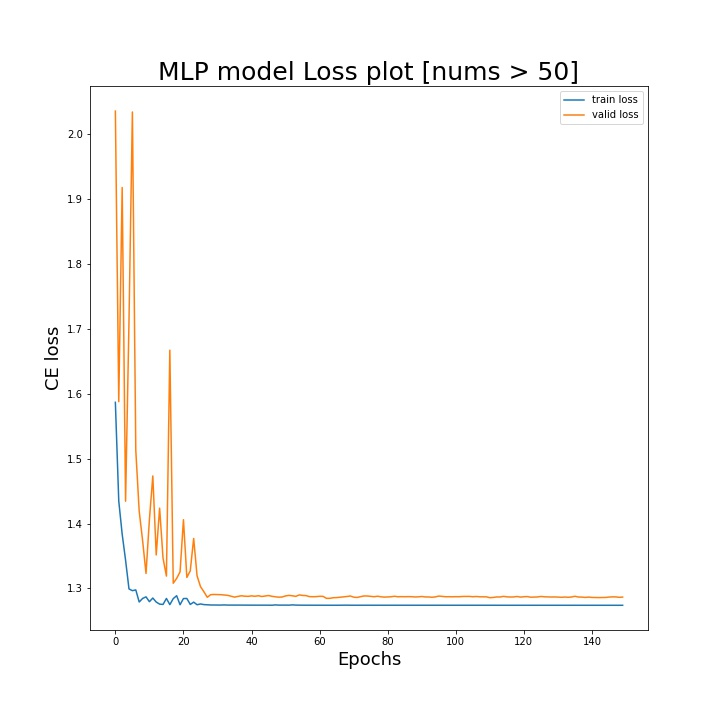 MLP model Loss plot [nums > 50]
train loss
valid loss
2.0
1.9
1.8
1.7
1.6
1.5
1.4
1.3
CE loss
0 20 40 60 80 100 120 140
Epochs